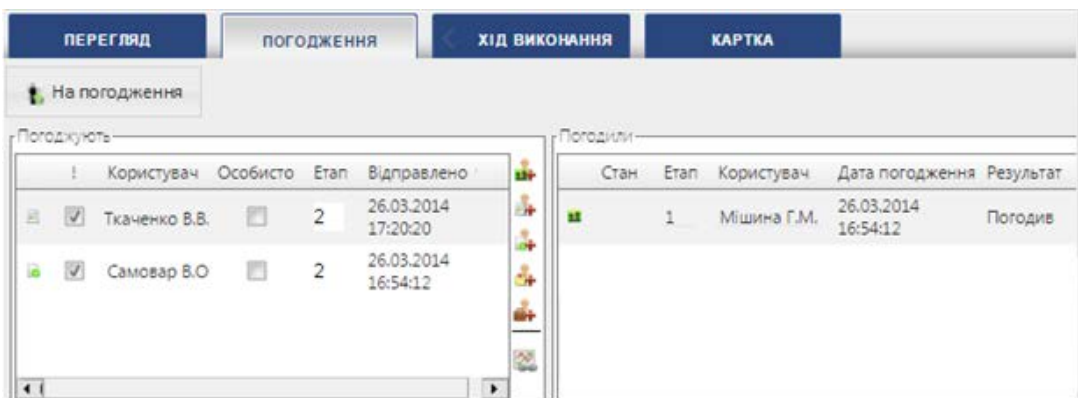 ПЕРЕГЛЯД ПОГОДЖЕННЯ ХІД ВИКОНАННЯ КАРТКА
На погодження
Погоджують
! Користувач Особисто Етап Відправлено
Ткаченко В.В. 2 26.03.2014 17:20:20
Самовар В.О 2 26.03.2014 16:54:12
Погодили
Стан Етап Користувач Дата погодження Результат
1 Мішина Г.М. 26.03.2014 16:54:12 Погодив